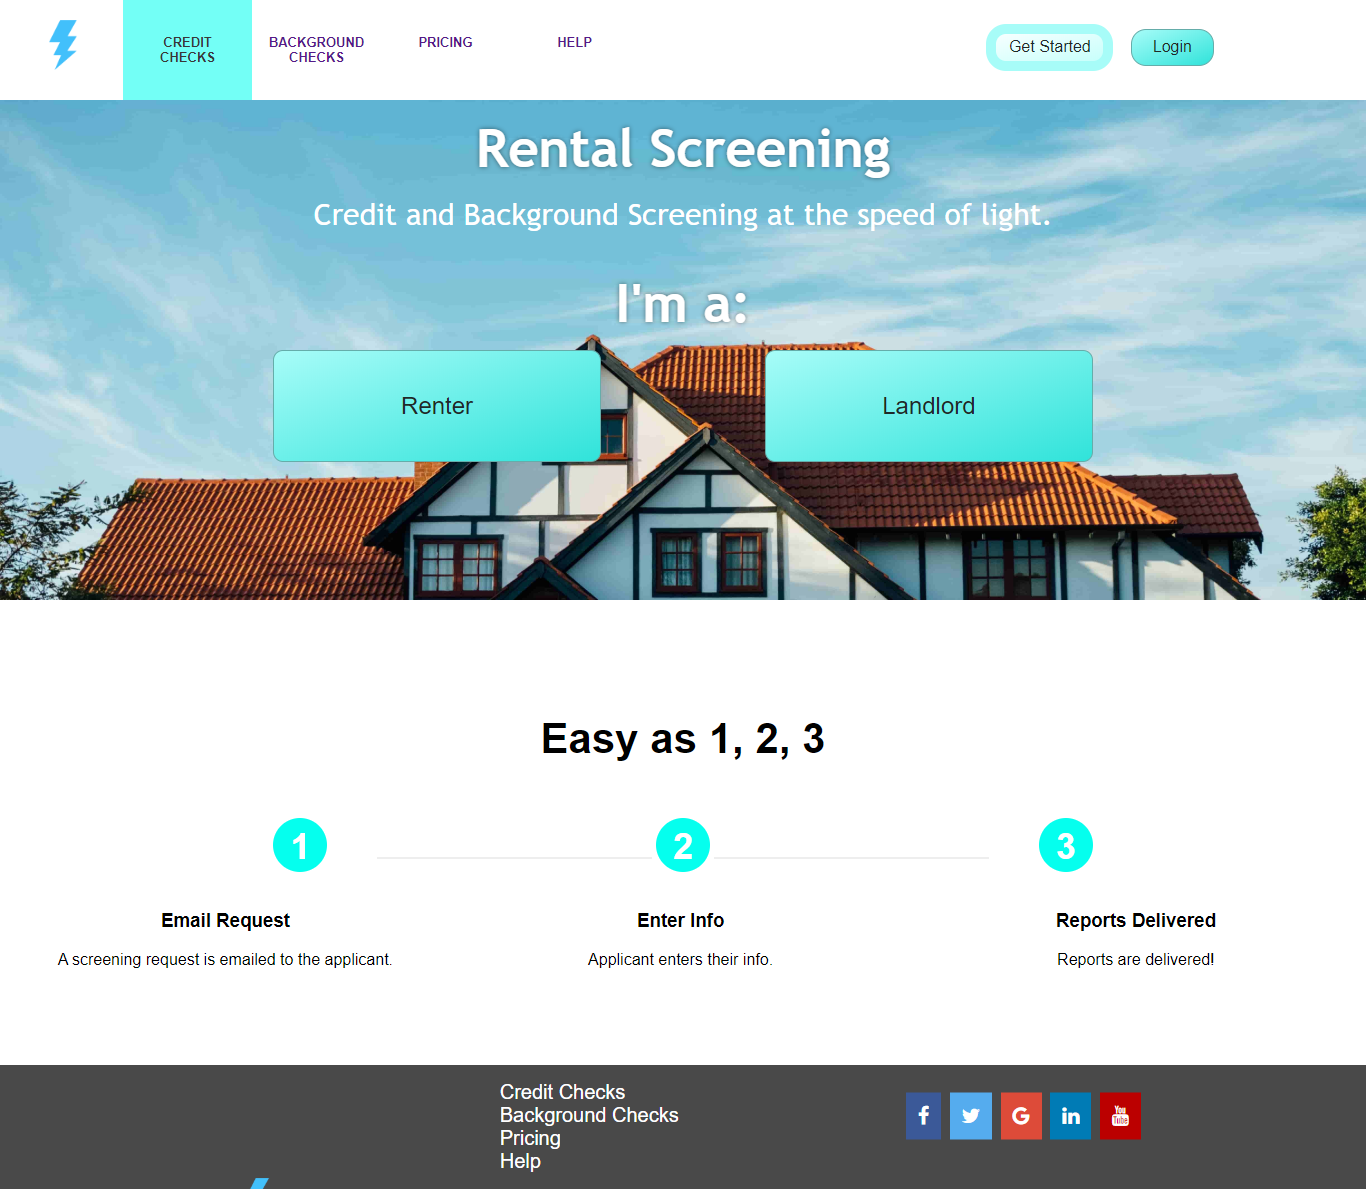 CREDIT
CHECKS
BACKGROUND
CHECKS
PRICING
HELP
Get Started
Login
Rental Screening
Credit and Background Screening at the speed of light.
I'm a:
Renter
Landlord
Easy as 1, 2, 3
1
2
3
Email Request
Enter Info
Reports Delivered
A screening request is emailed to the applicant.
Applicant enters their info.
Reports are delivered!
Credit Checks
Background Checks
Pricing
Help
f
G
in
You
Tube